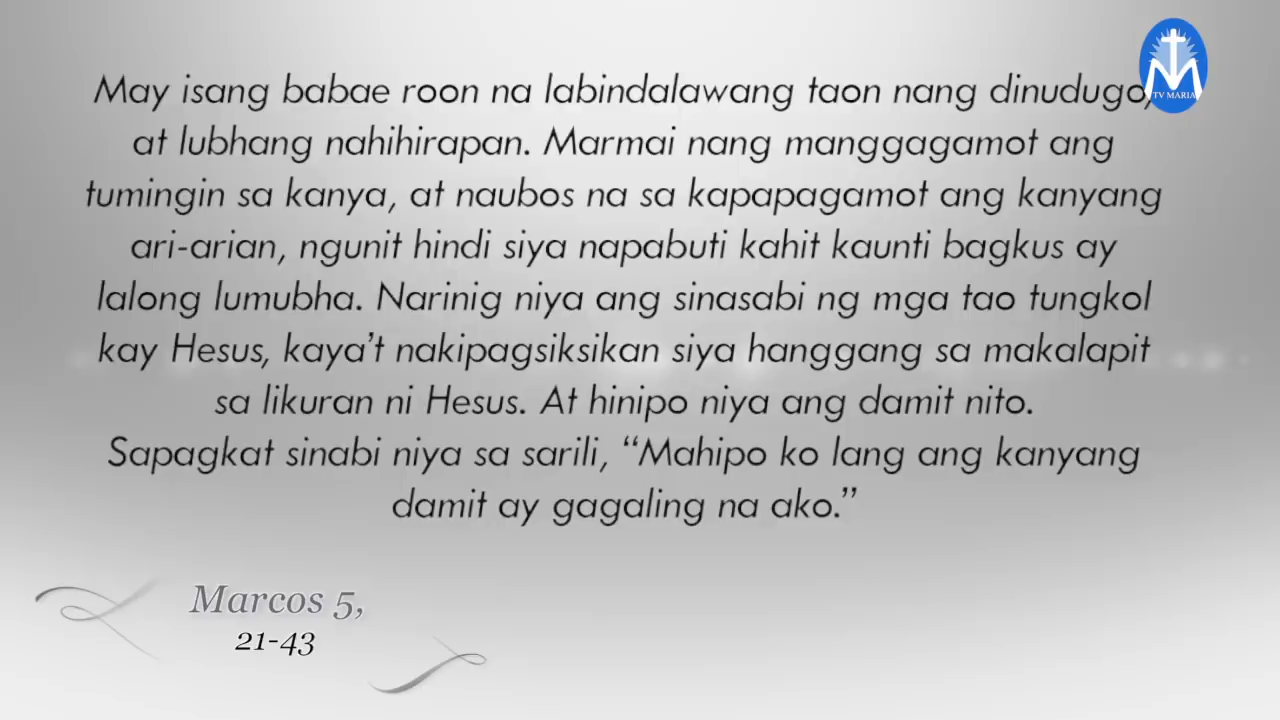 May isang babae roon na labindalawang taon nang dinudugo,
at lubhang nahihirapan. Marmai nang manggagamot ang
tumingin sa kanya, at naubos na sa kapapagamot ang kanyang
ari-arian, ngunit hindi siya napabuti kahit kaunti bagkus ay
lalong lumubha. Narinig niya ang sinasabi ng mga tao tungkol
kay Hesus, kaya’t nakipagsiksikan siya hanggang sa makalapit
sa likuran ni Hesus. At hinipo niya ang damit nito.
Sapagkat sinabi niya sa sarili, “Mahipo ko lang ang kanyang
damit ay gagaling na ako.”
Marcos 5,
21-43
TV MARIA